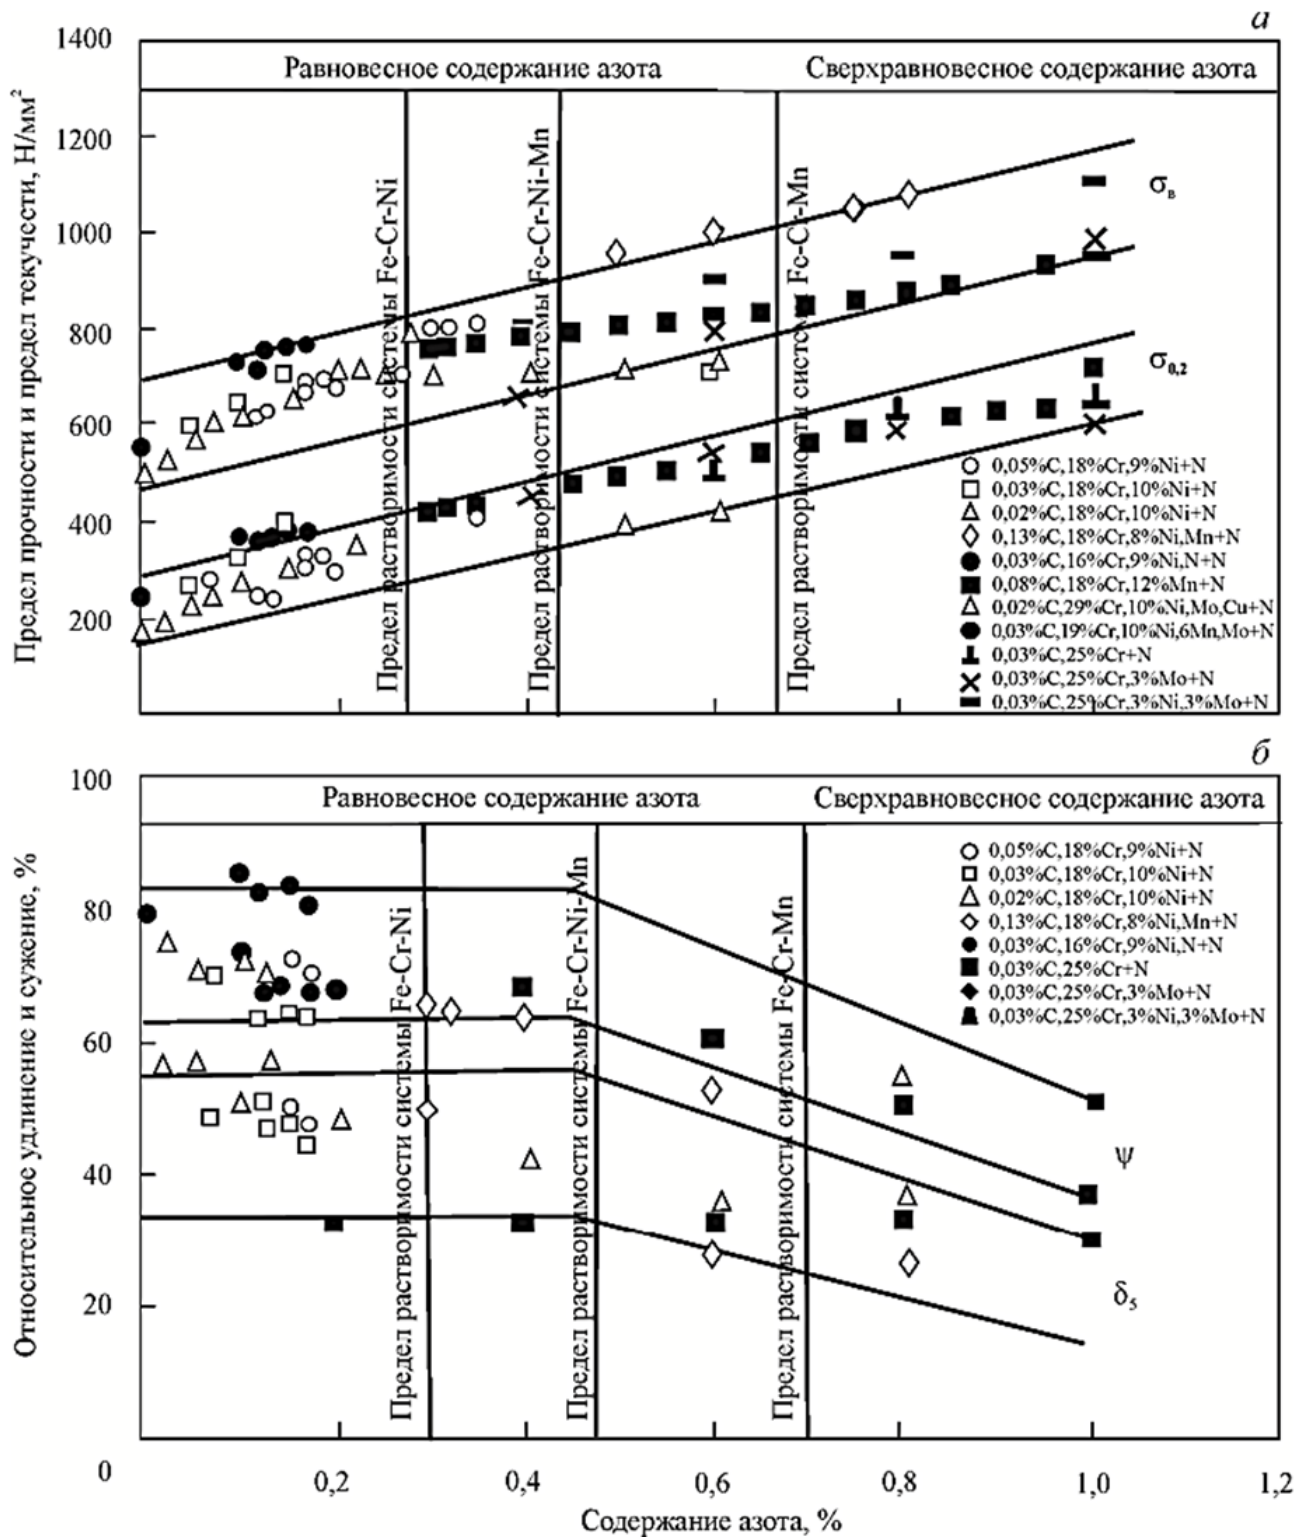 а
1400
1200
1000
800
600
400
200
Предел прочности и предел текучести, Н/мм²
Равновесное содержание азота
Сверхравновесное содержание азота
Предел растворимости системы Fe-Cr-Ni
Предел растворимости системы Fe-Cr-Ni-Mn
Предел растворимости системы Fe-Cr-Mn
σв
σ0,2
0,05%C,18%Cr,9%Ni+N
0,03%C,18%Cr,10%Ni+N
0,02%C,18%Cr,10%Ni+N
0,13%C,18%Cr,8%Ni,Mn+N
0,03%C,16%Cr,9%Ni,N+N
0,08%C,18%Cr,12%Mn+N
0,02%C,29%Cr,10%Ni,Mo,Cu+N
0,03%C,19%Cr,10%Ni,6Mn,Mo+N
0,03%C,25%Cr+N
0,03%C,25%Cr,3%Mo+N
0,03%C,25%Cr,3%Ni,3%Mo+N
б
100
80
60
40
20
0
Относительное удлинение и сужение, %
Равновесное содержание азота
Сверхравновесное содержание азота
Предел растворимости системы Fe-Cr-Ni
Предел растворимости системы Fe-Cr-Ni-Mn
Предел растворимости системы Fe-Cr-Mn
0,05%C,18%Cr,9%Ni+N
0,03%C,18%Cr,10%Ni+N
0,02%C,18%Cr,10%Ni+N
0,13%C,18%Cr,8%Ni,Mn+N
0,03%C,16%Cr,9%Ni,N+N
0,03%C,25%Cr+N
0,03%C,25%Cr,3%Mo+N
0,03%C,25%Cr,3%Ni,3%Mo+N
ψ
δ5
0,2
0,4
0,6
0,8
1,0
1,2
Содержание азота, %